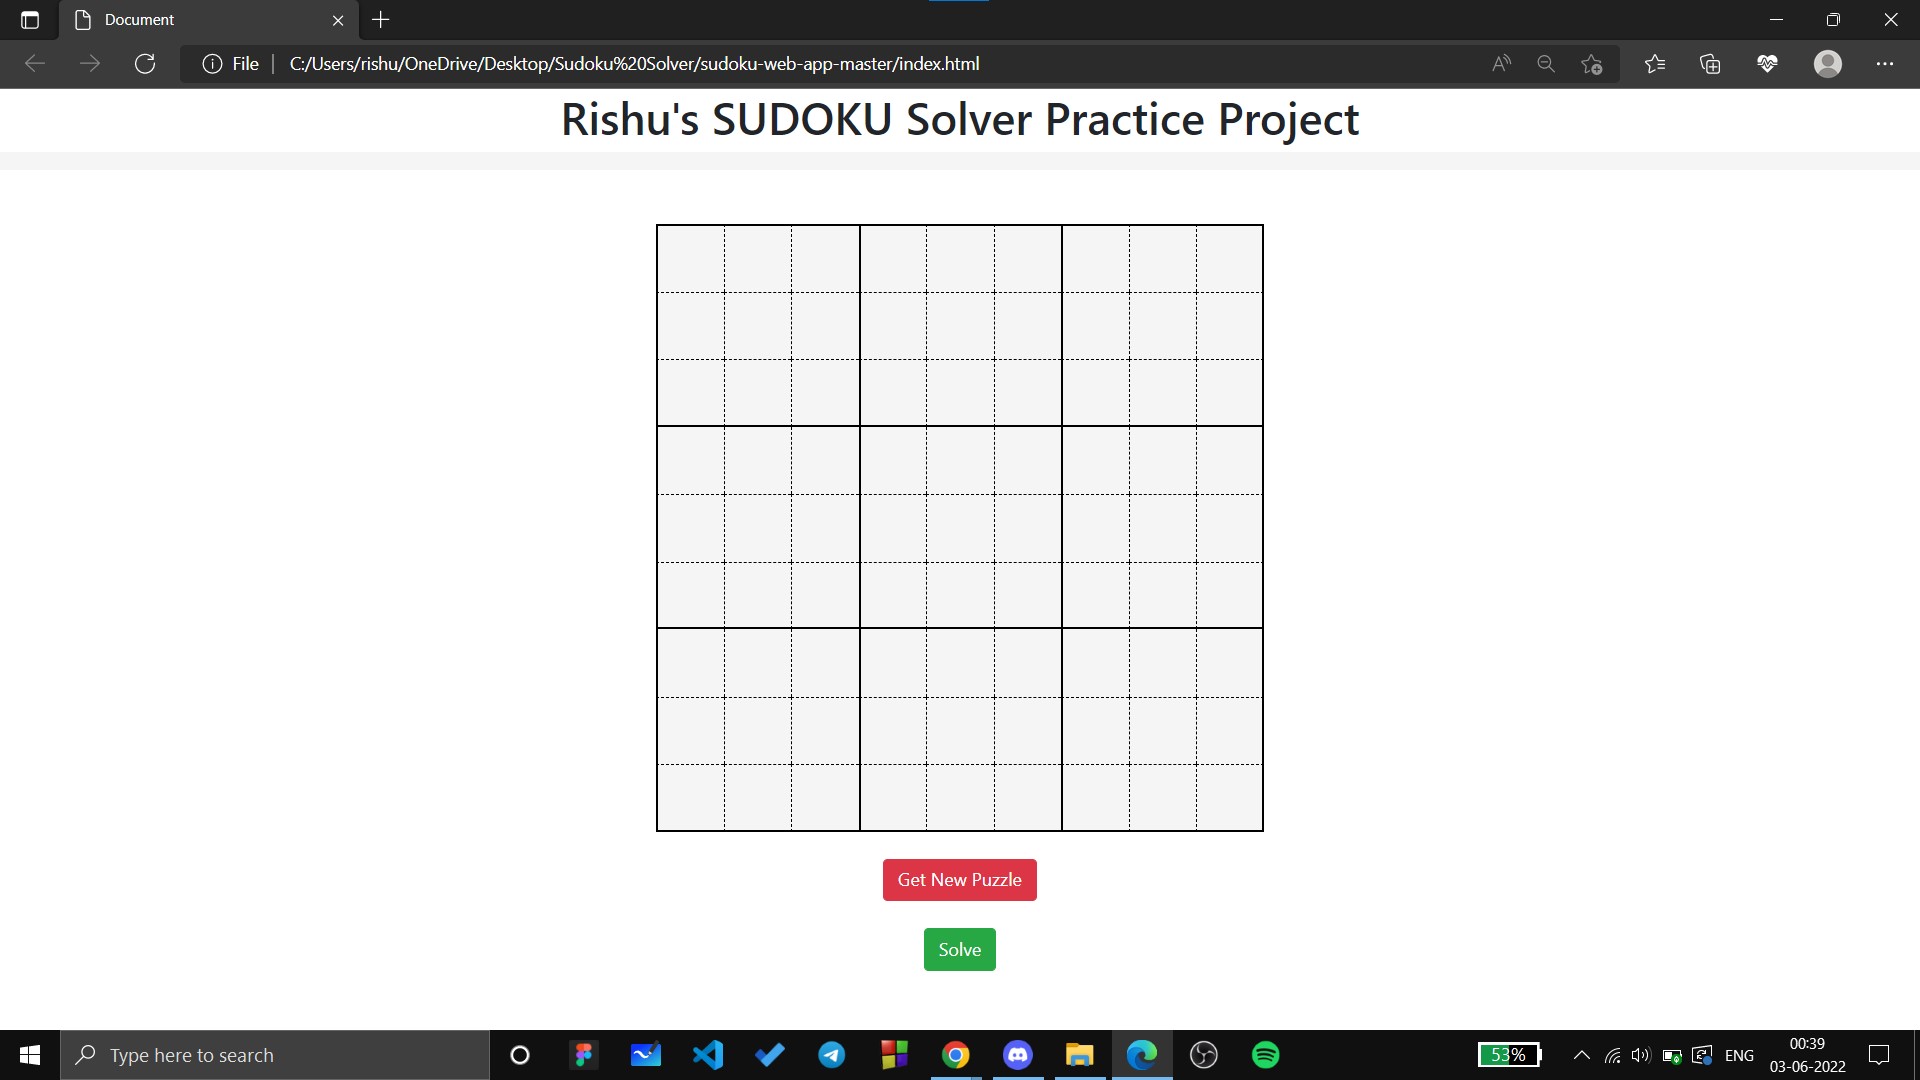 Document
File
C:/Users/rishu/OneDrive/Desktop/Sudoku%20Solver/sudoku-web-app-master/index.html
Rishu's SUDOKU Solver Practice Project
Get New Puzzle
Solve
Type here to search
53%
ENG
00:39
03-06-2022